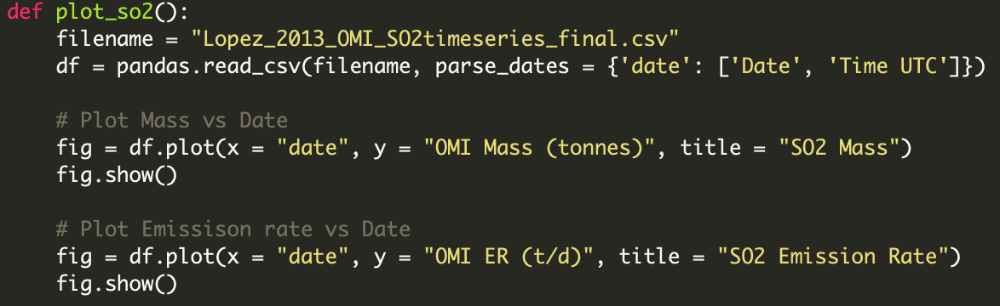 def plot_so2():
    filename = "Lopez_2013_OMI_SO2timeseries_final.csv"
    df = pandas.read_csv(filename, parse_dates = {'date': ['Date', 'Time UTC']})
    # Plot Mass vs Date
    fig = df.plot(x = "date", y = "OMI Mass (tonnes)", title = "SO2 Mass")
    fig.show()
    # Plot Emissison rate vs Date
    fig = df.plot(x = "date", y = "OMI ER (t/d)", title = "SO2 Emission Rate")
    fig.show()